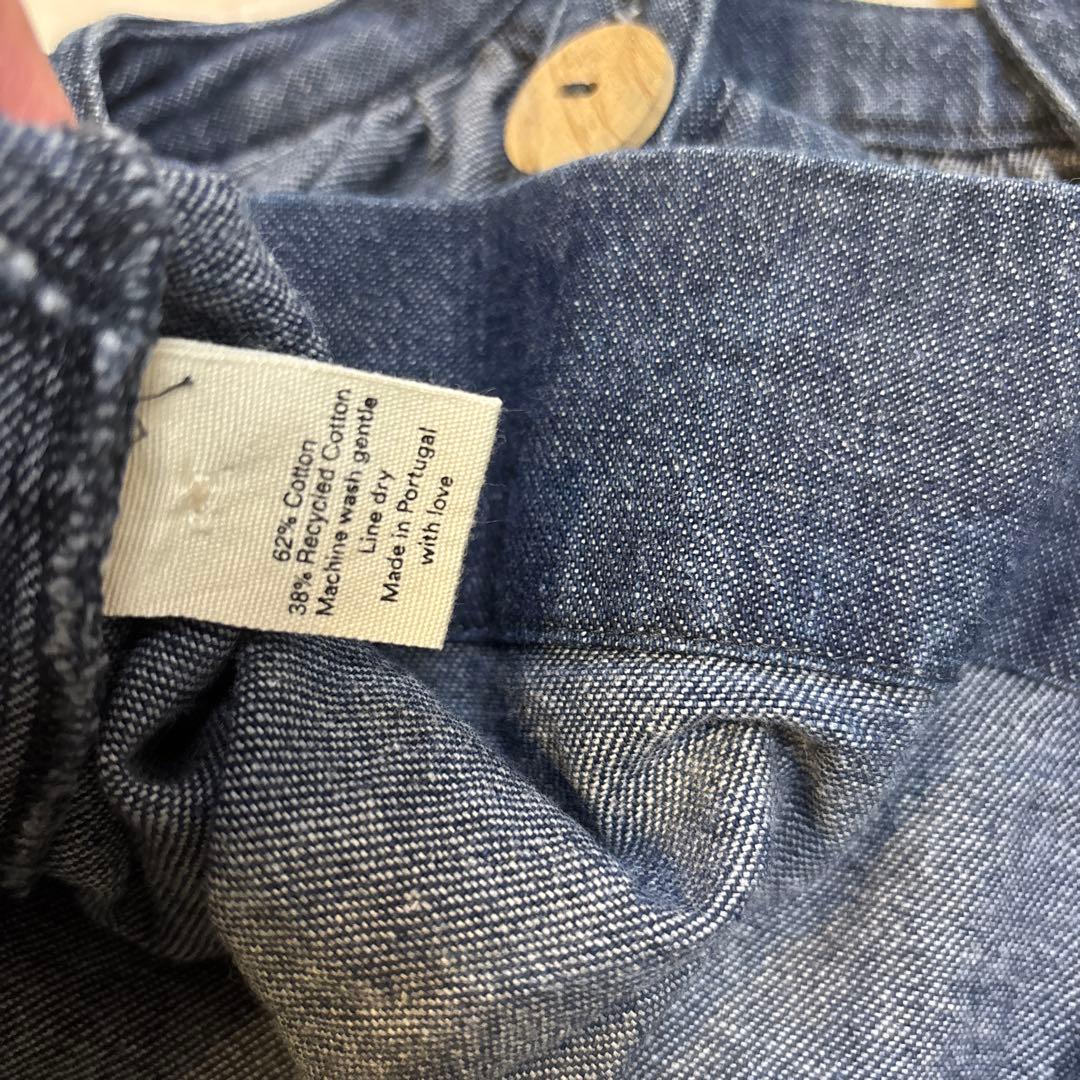 62% Cotton
38% Recycled Cotton
Machine wash gentle
Line dry
Made in Portugal
with love